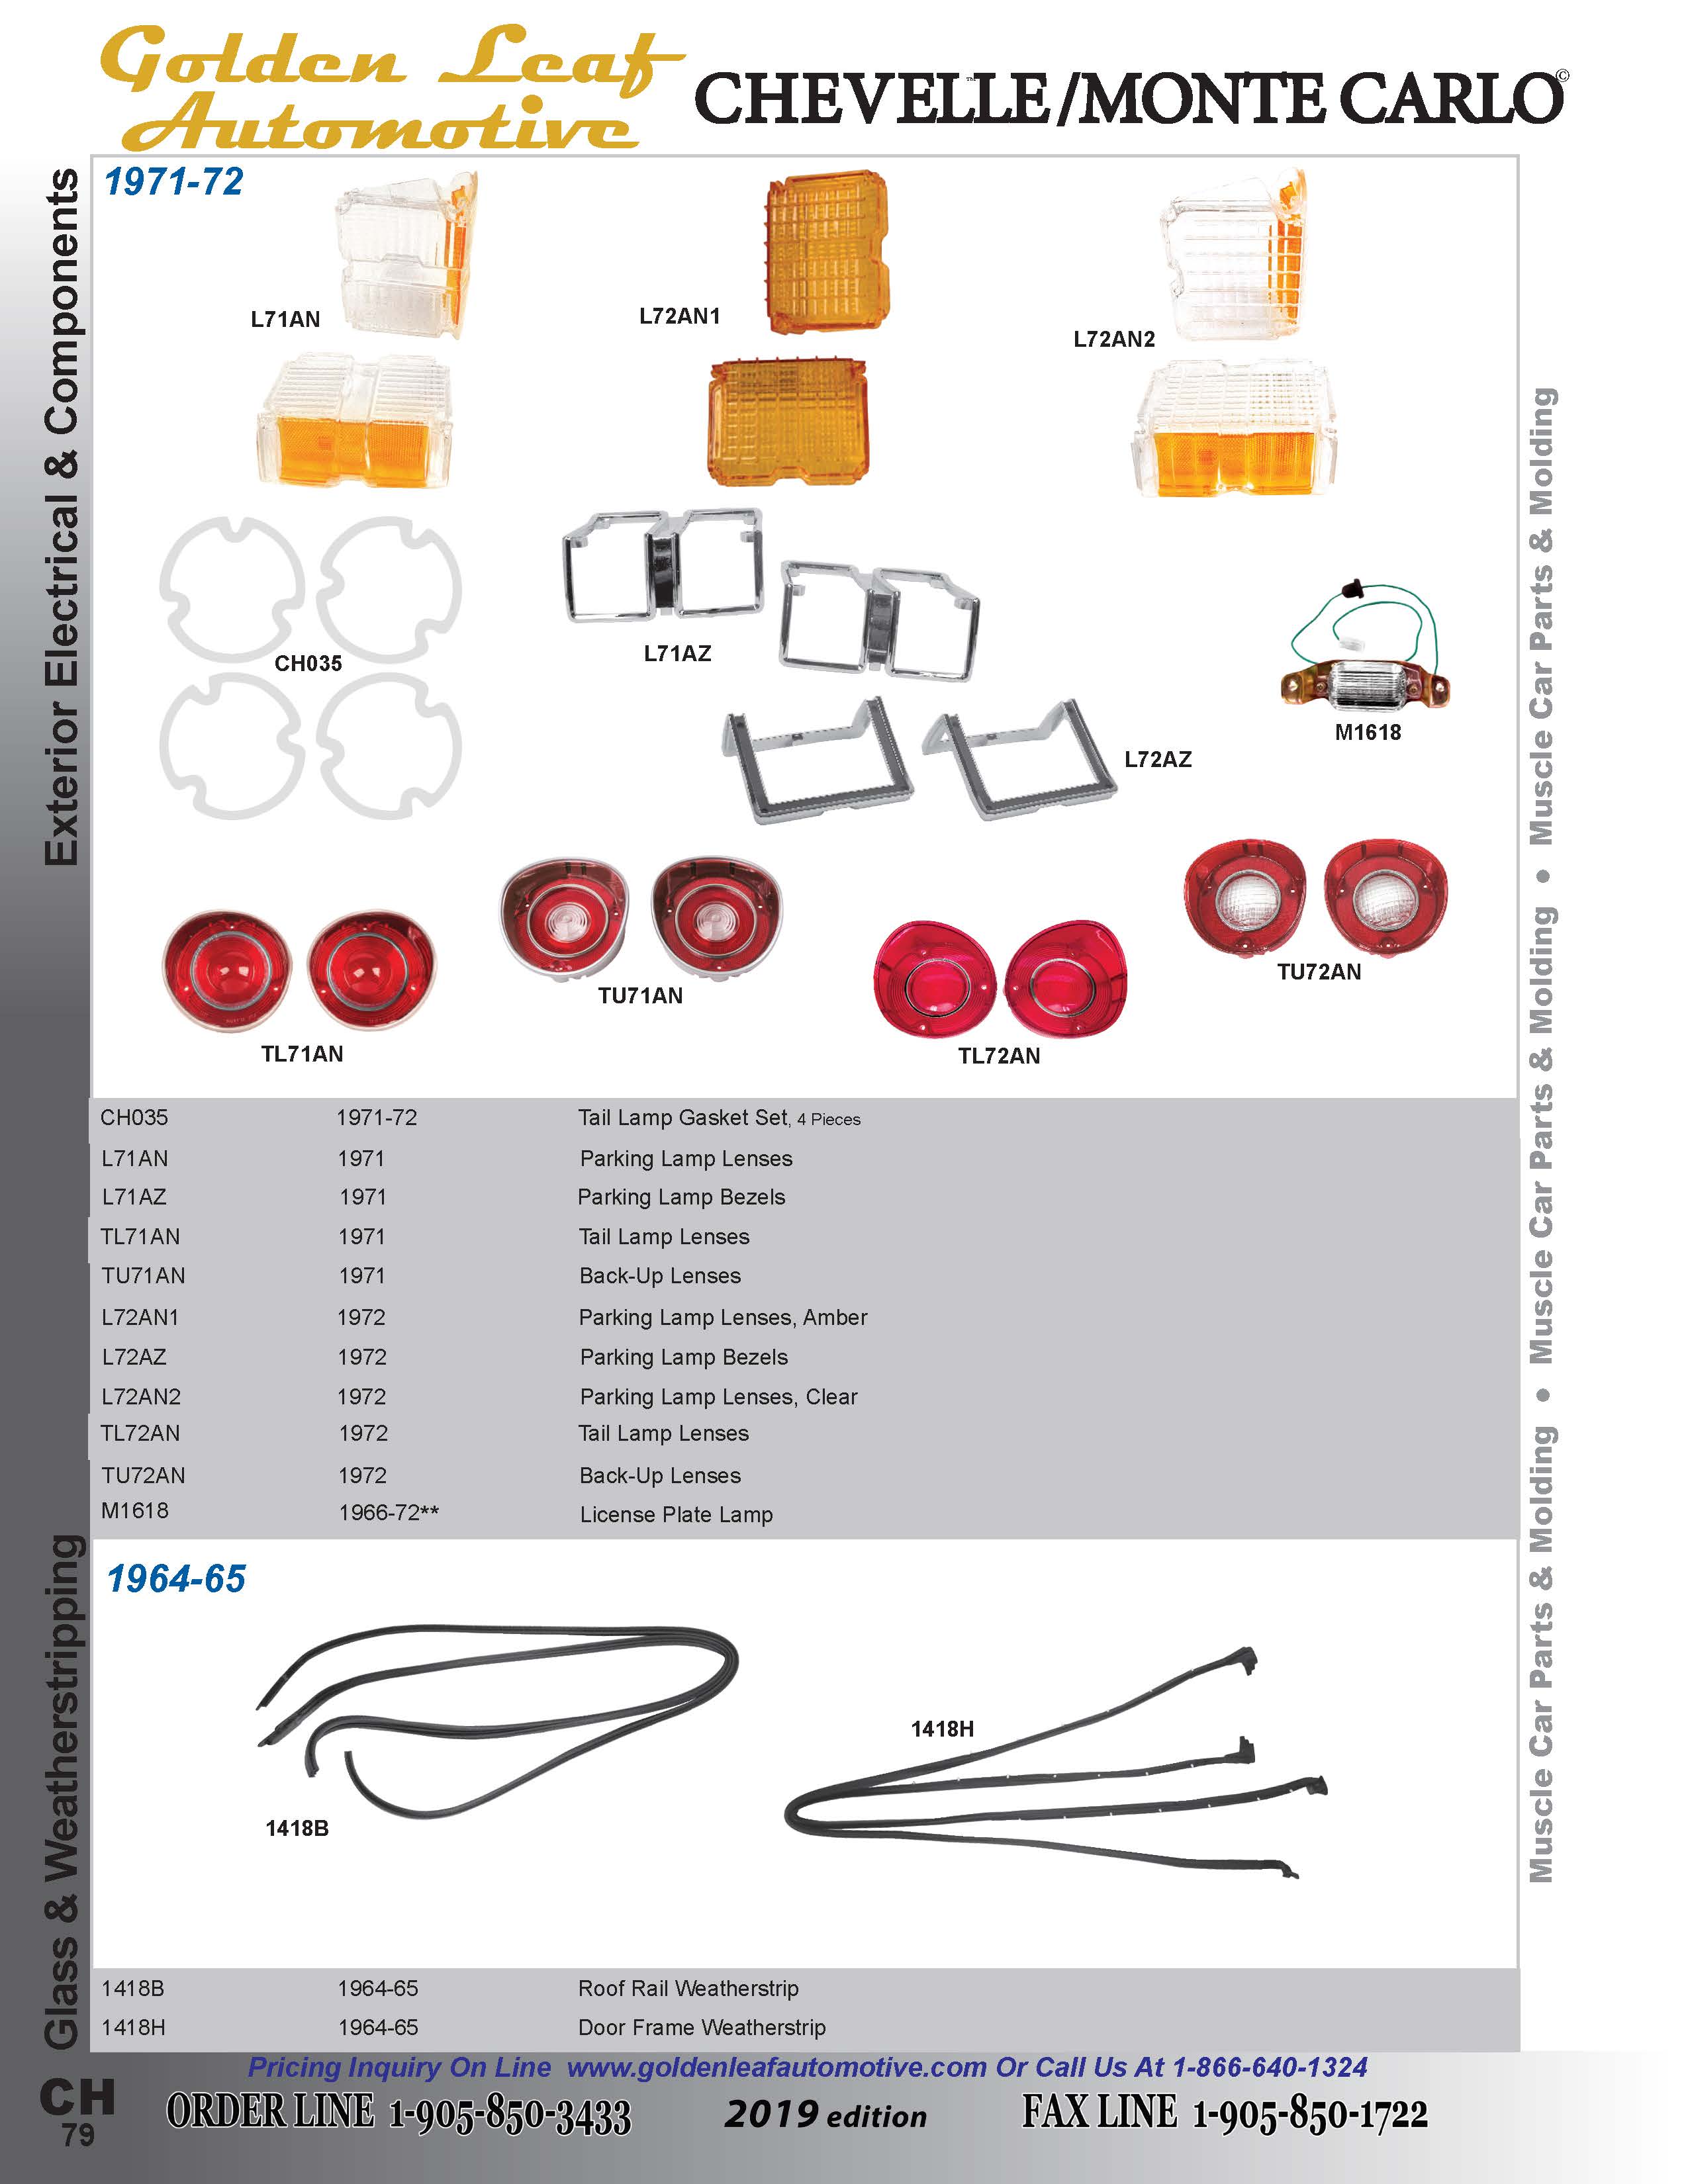 Golden Leaf
Automotive
CHEVELLE/MONTE CARLO©
™
Exterior Electrical & Components
1971-72
L71AN
L72AN1
L72AN2
CH035
L71AZ
M1618
L72AZ
TU72AN
TU71AN
TL71AN
TL72AN
CH035 1971-72 Tail Lamp Gasket Set, 4 Pieces
L71AN 1971 Parking Lamp Lenses
L71AZ 1971 Parking Lamp Bezels
TL71AN 1971 Tail Lamp Lenses
TU71AN 1971 Back-Up Lenses
L72AN1 1972 Parking Lamp Lenses, Amber
L72AZ 1972 Parking Lamp Bezels
L72AN2 1972 Parking Lamp Lenses, Clear
TL72AN 1972 Tail Lamp Lenses
TU72AN 1972 Back-Up Lenses
M1618 1966-72** License Plate Lamp
Glass & Weatherstripping
1964-65
1418H
1418B
1418B 1964-65 Roof Rail Weatherstrip
1418H 1964-65 Door Frame Weatherstrip
Muscle Car Parts & Molding • Muscle Car Parts & Molding • Muscle Car Parts & Molding
Pricing Inquiry On Line www.goldenleafautomotive.com Or Call Us At 1-866-640-1324
CH
79
ORDER LINE 1-905-850-3433
2019 edition
FAX LINE 1-905-850-1722